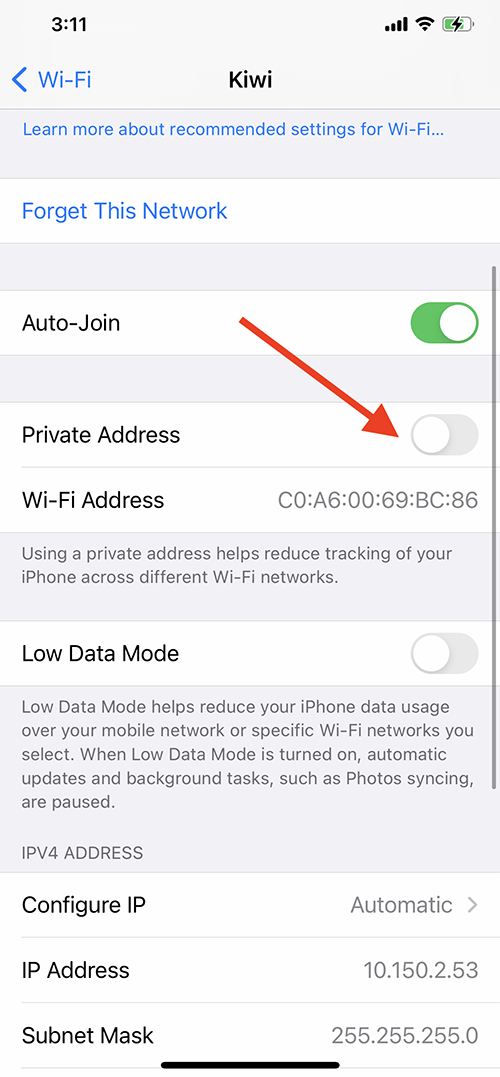 3:11
Wi-Fi
Kiwi
Learn more about recommended settings for Wi-Fi...
Forget This Network
Auto-Join
Private Address
Wi-Fi Address C0:A6:00:69:BC:86
Using a private address helps reduce tracking of your
iPhone across different Wi-Fi networks.
Low Data Mode
Low Data Mode helps reduce your iPhone data usage
over your mobile network or specific Wi-Fi networks you
select. When Low Data Mode is turned on, automatic
updates and background tasks, such as Photos syncing,
are paused.
IPV4 ADDRESS
Configure IP Automatic
IP Address 10.150.2.53
Subnet Mask 255.255.255.0